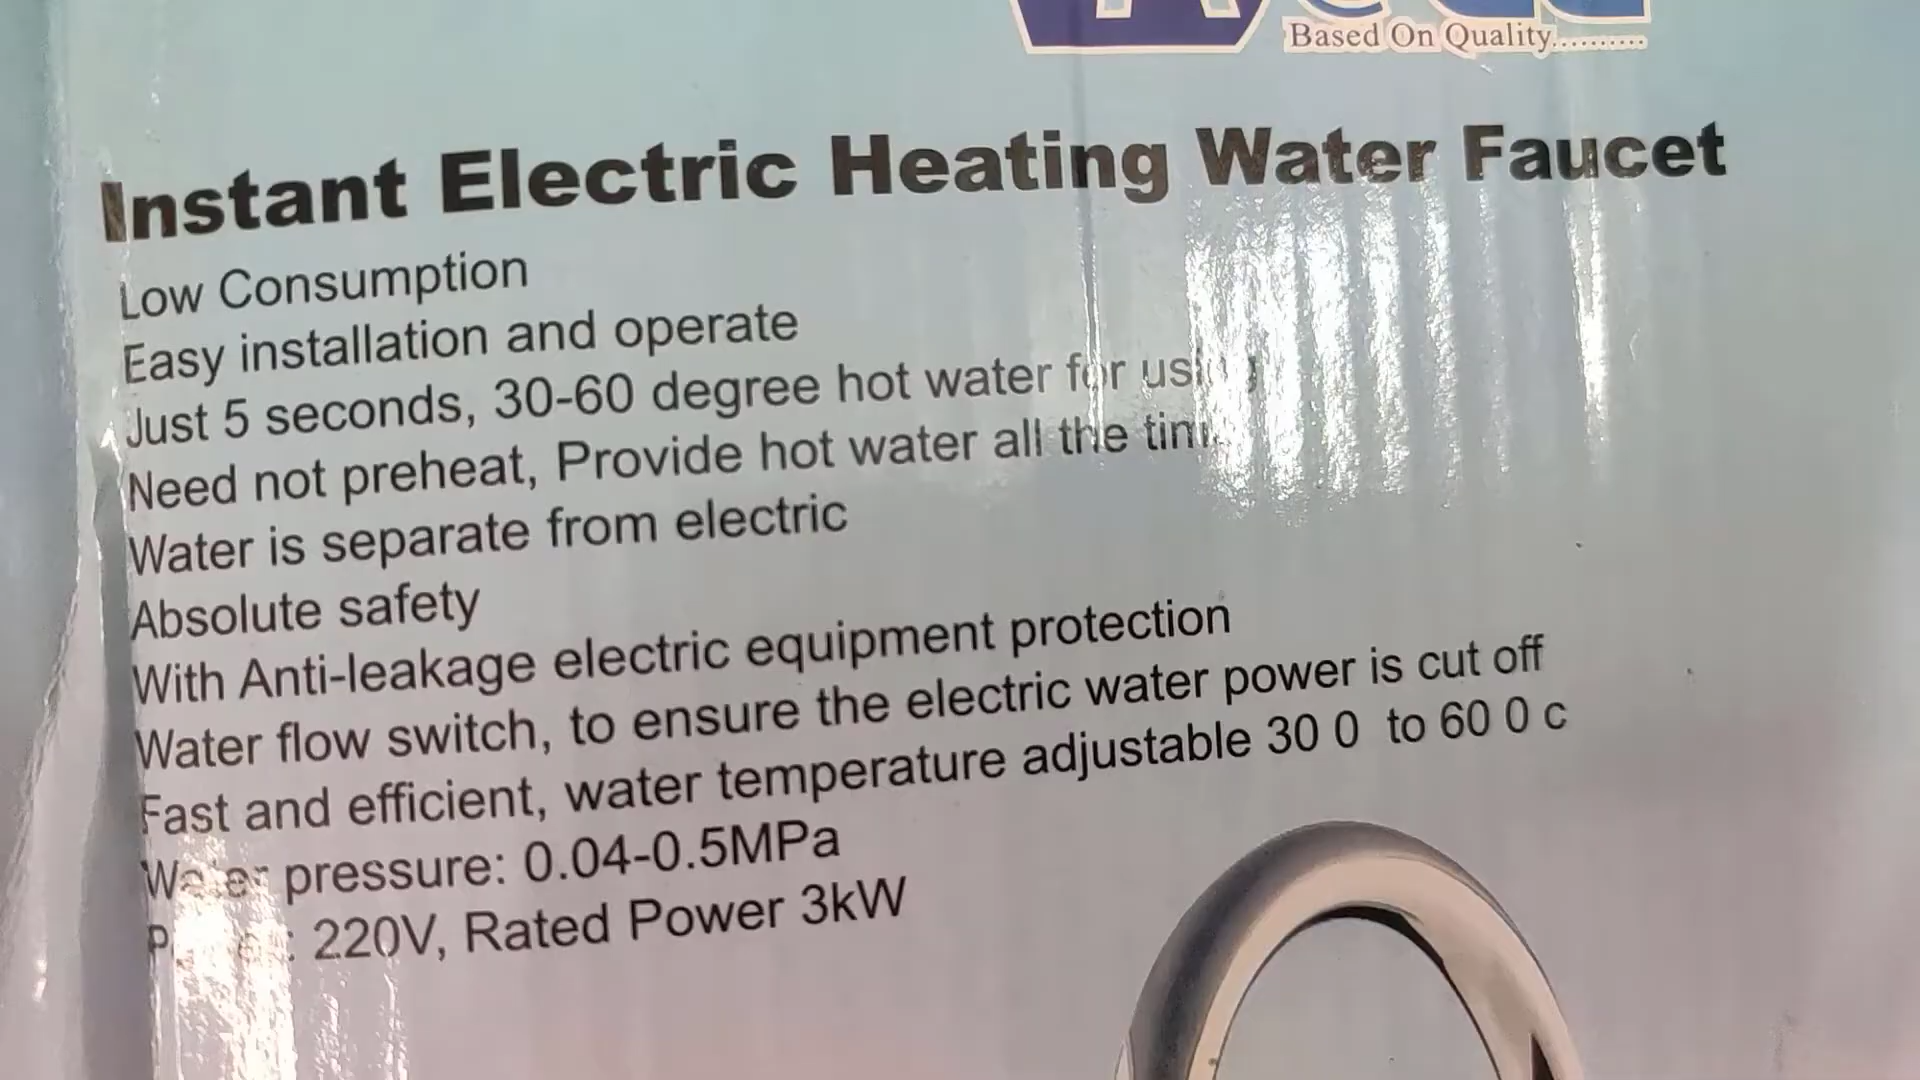 Based On Quality..........
Instant Electric Heating Water Faucet
Low Consumption
Easy installation and operate
Just 5 seconds, 30-60 degree hot water for using
Need not preheat, Provide hot water all the time
Water is separate from electric
Absolute safety
With Anti-leakage electric equipment protection
Water flow switch, to ensure the electric water power is cut off
Fast and efficient, water temperature adjustable 30 0 to 60 0 c
Water pressure: 0.04-0.5MPa
: 220V, Rated Power 3kW